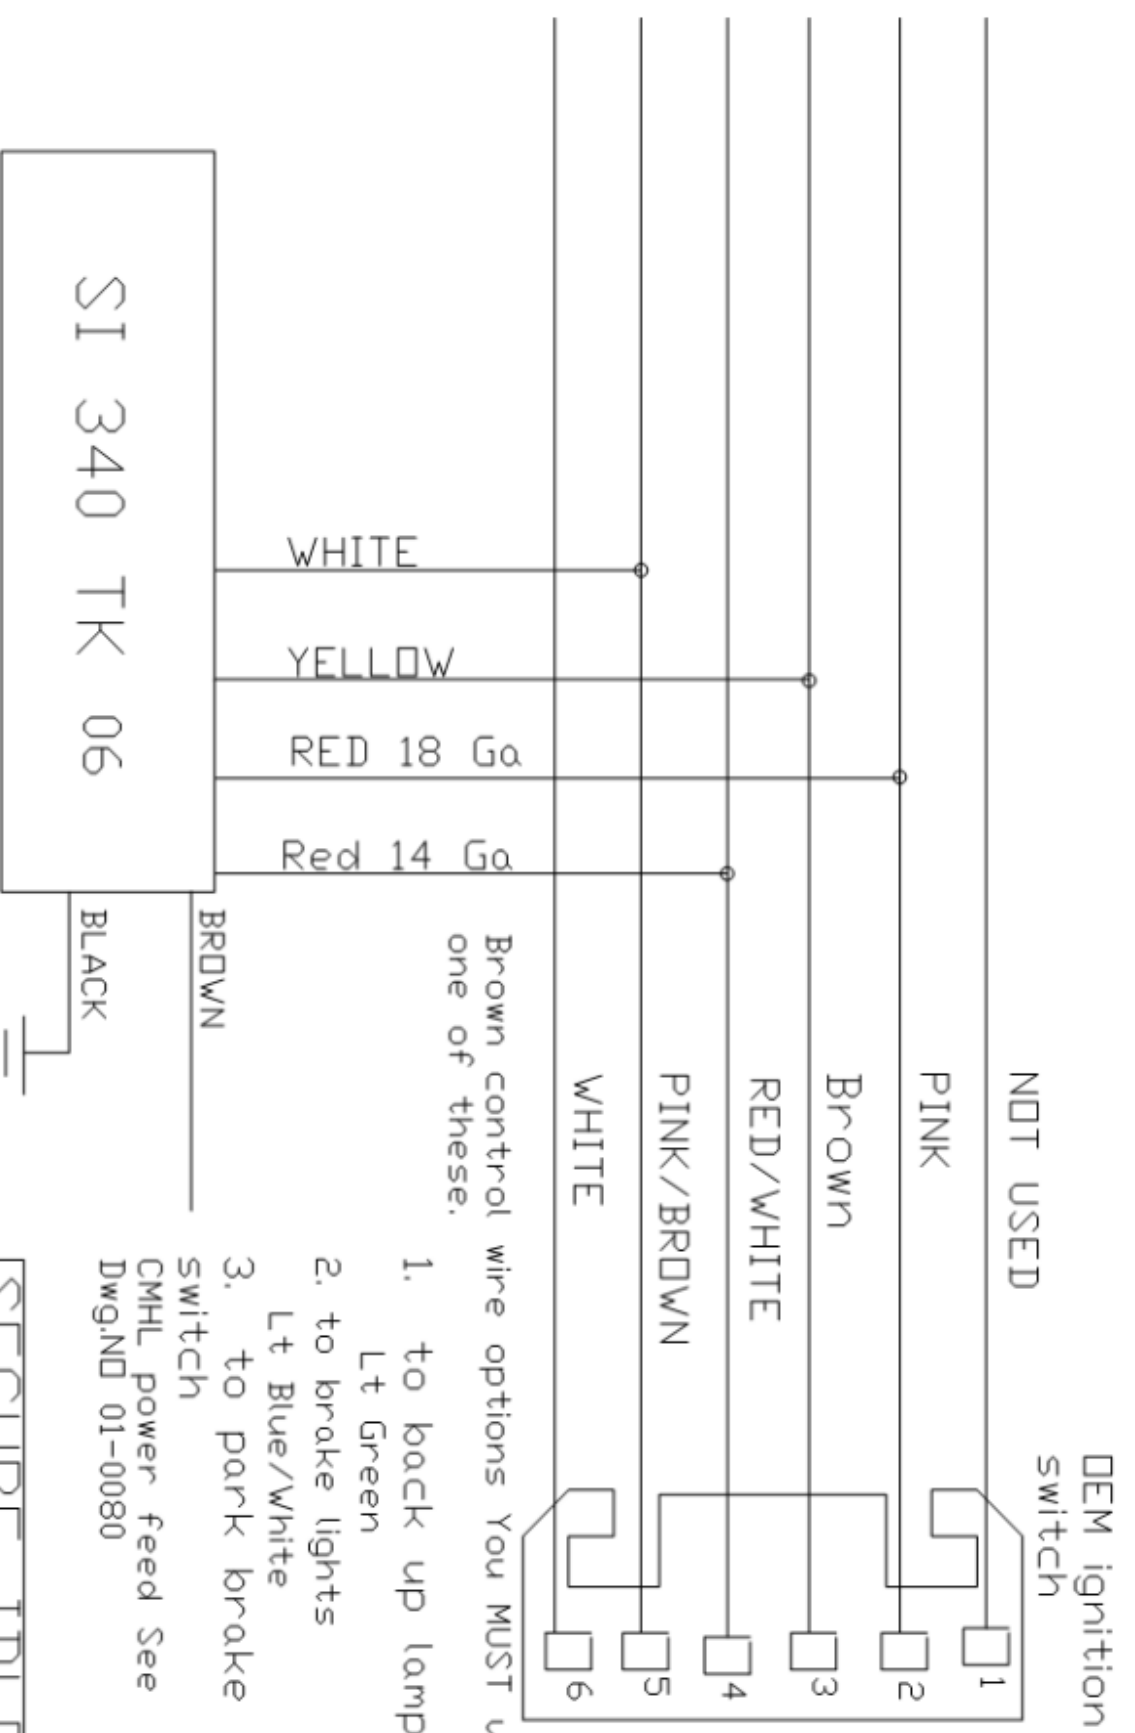 OEM ignition
switch
NOT USED
PINK
Brown
RED/WHITE
PINK/BROWN
WHITE
1
2
3
4
5
6
WHITE
YELLOW
RED 18 Ga
Red 14 Ga
SI 340 TK 06
BROWN
BLACK
Brown control wire options You MUST
one of these.
1. to back up lamp
Lt Green
2. to brake lights
Lt Blue/White
3. to park brake
switch
CMHL power feed See
Dwg.NO 01-0080